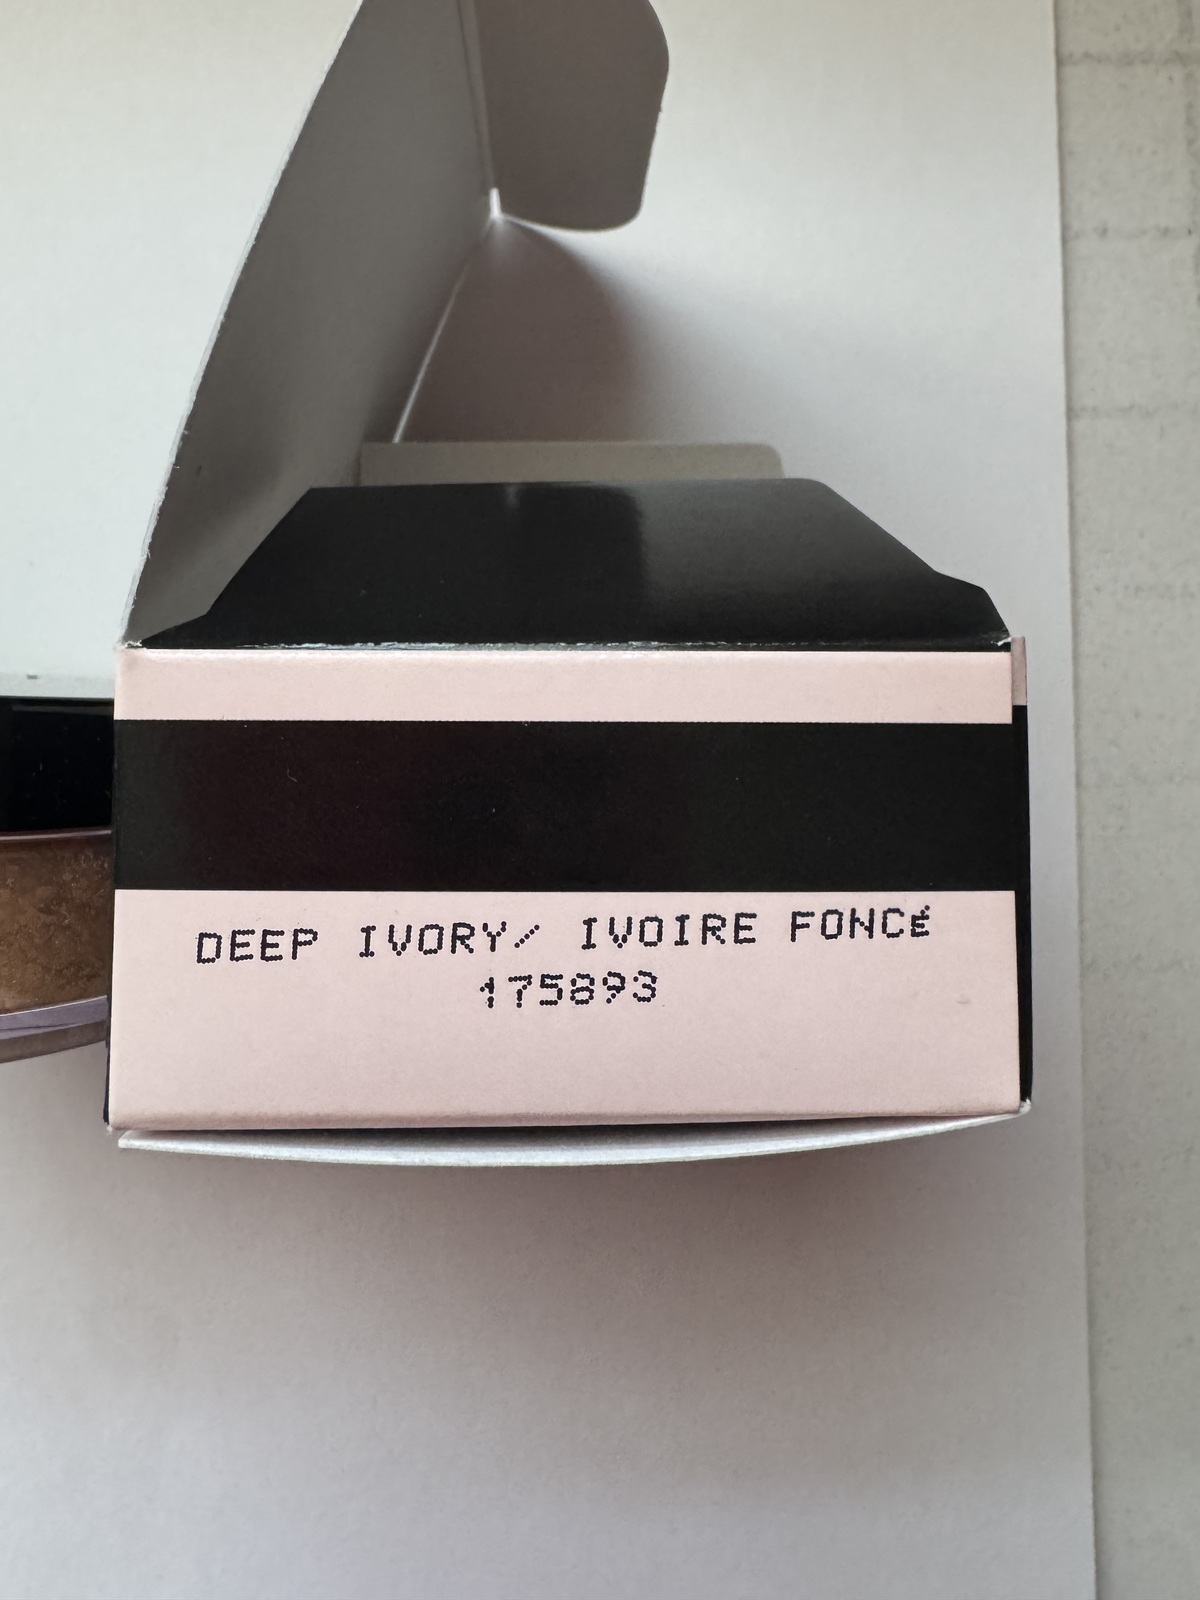 DEEP IVORY/ IVOIRE FONCÉ
175893